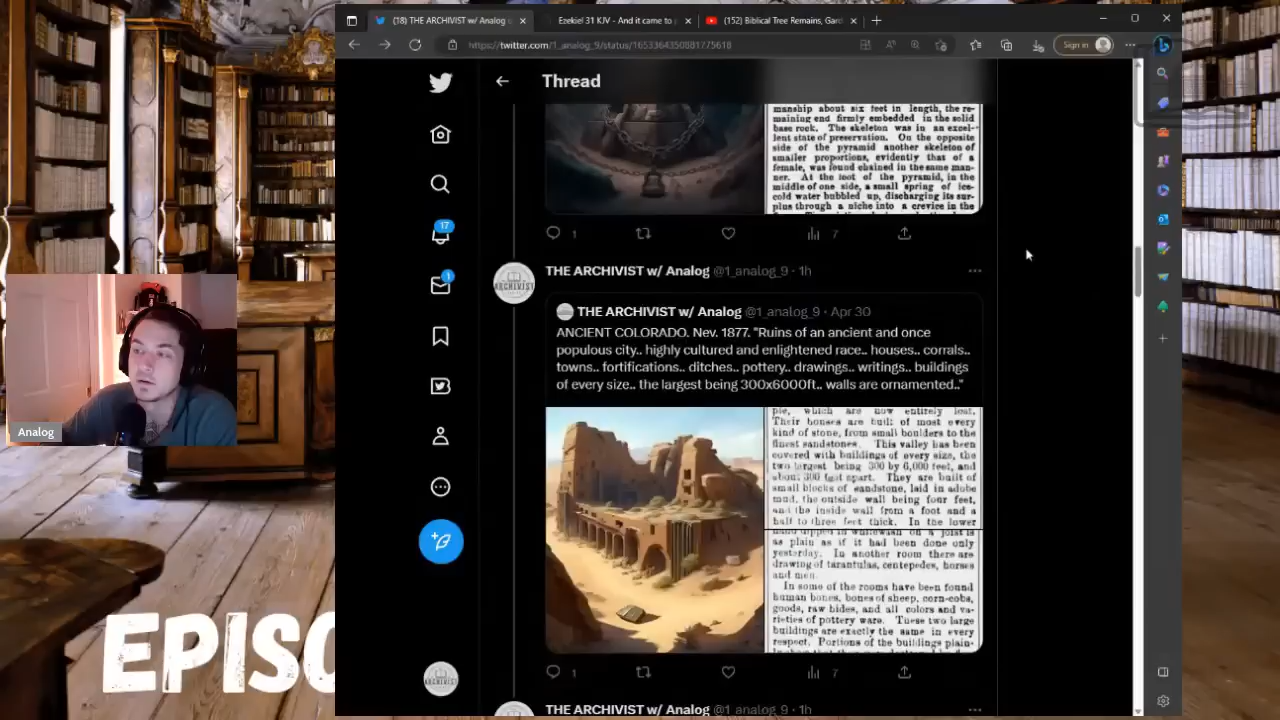 (18) THE ARCHIVIST w/ Analog
Ezekiel 31 KJV - And it came to
(152) Biblical Tree Remains, Gar
https://twitter.com/1_analog_9/status/1653364350881775618
Sign in
Thread
manship about six feet in length, the re-
maining end firmly embedded in the solid
base rock. The skeleton was in an excel-
lent state of preservation. On the opposite
side of the pyramid another skeleton of
smaller proportions, evidently that of a
female, was found chained in the same man-
ner. At the foot of the pyramid, in the
middle of one side, a small spring of ice-
cold water bubbled up, discharging its sur-
plus through a niche into a crevice in the
1
7
17
1
THE ARCHIVIST w/ Analog @1_analog_9 · 1h
ARCHIVIST
THE ARCHIVIST w/ Analog @1_analog_9 · Apr 30
ANCIENT COLORADO. Nev. 1877. "Ruins of an ancient and once
populous city.. highly cultured and enlightened race.. houses.. corrals..
towns.. fortifications.. ditches.. pottery.. drawings.. writings.. buildings
of every size.. the largest being 300x6000ft.. walls are ornamented.."
ple, which are now entirely lost.
Their houses are built of most every
kind of stone, from small boulders to the
finest sandstones. This valley has been
covered with buildings of every size, the
two largest being 300 by 6,000 feet, and
about 300 feet apart. They are built of
small blocks of sandstone, laid in adobe
mud, the outside wall being four feet,
and the inside wall from a foot and a
half to three feet thick. In the lower
hand dipped in whitewash on a joist is
as plain as if it had been done only
yesterday. In another room there are
drawing of tarantulas, centepedes, horses
and men.
In some of the rooms have been found
human bones, bones of sheep, corn-cobs,
goods, raw hides, and all colors and va-
rieties of pottery ware. These two large
buildings are exactly the same in every
respect. Portions of the buildings plain-
1
7
THE ARCHIVIST w/ Analog @1_analog_9 · 1h
ARCHIVIST
Analog
EPISO